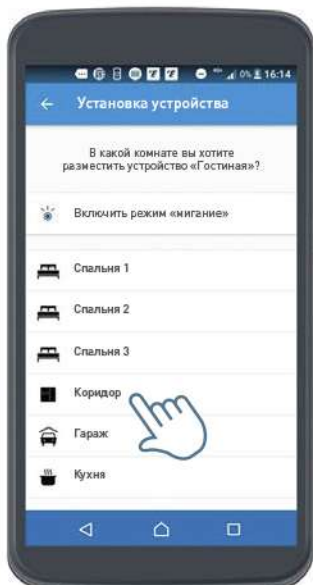 0% 16:14
Установка устройства
В какой комнате вы хотите
разместить устройство «Гостиная»?
Включить режим «мигание»
Спальня 1
Спальня 2
Спальня 3
Коридор
Гараж
Кухня